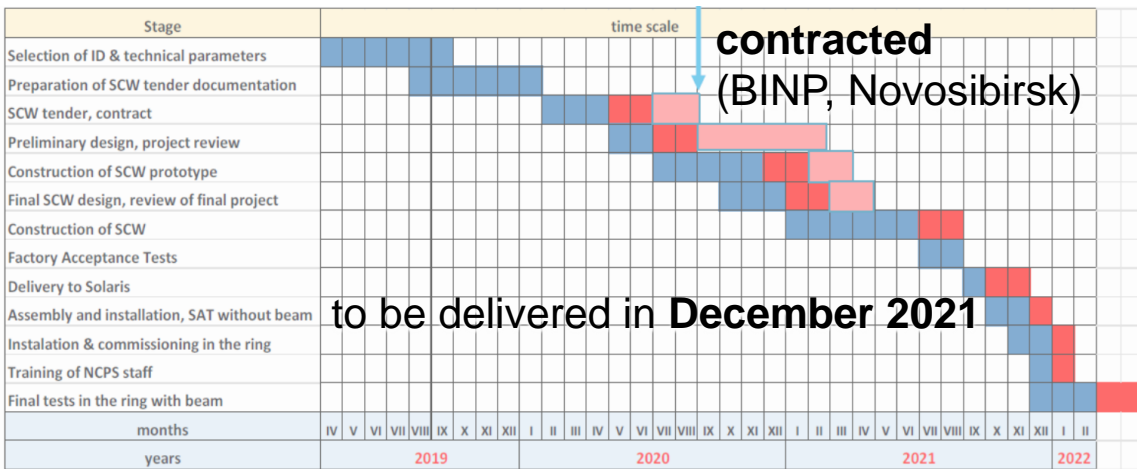 Stage time scale
contracted
(BINP, Novosibirsk)
Selection of ID & technical parameters
Preparation of SCW tender documentation
SCW tender, contract
Preliminary design, project review
Construction of SCW prototype
Final SCW design, review of final project
Construction of SCW
Factory Acceptance Tests
Delivery to Solaris
to be delivered in December 2021
Assembly and installation, SAT without beam
Instalation & commissioning in the ring
Training of NCPS staff
Final tests in the ring with beam
months IV V VI VII VIII IX X XI XII I II III IV V VI VII VIII IX X XI XII I II III IV V VI VII VIII IX X XI XII I II
years 2019 2020 2021 2022